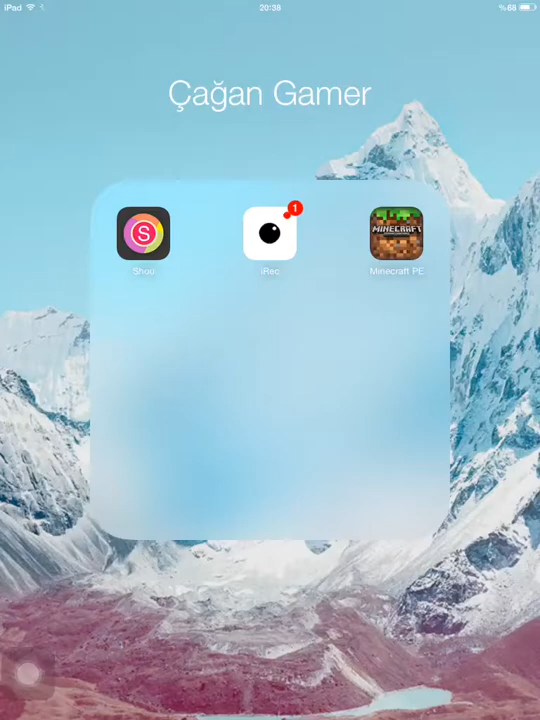 iPad
20:38
%68
Çağan Gamer
S
1
MINECRAFT
Shou
iRec
Minecraft PE